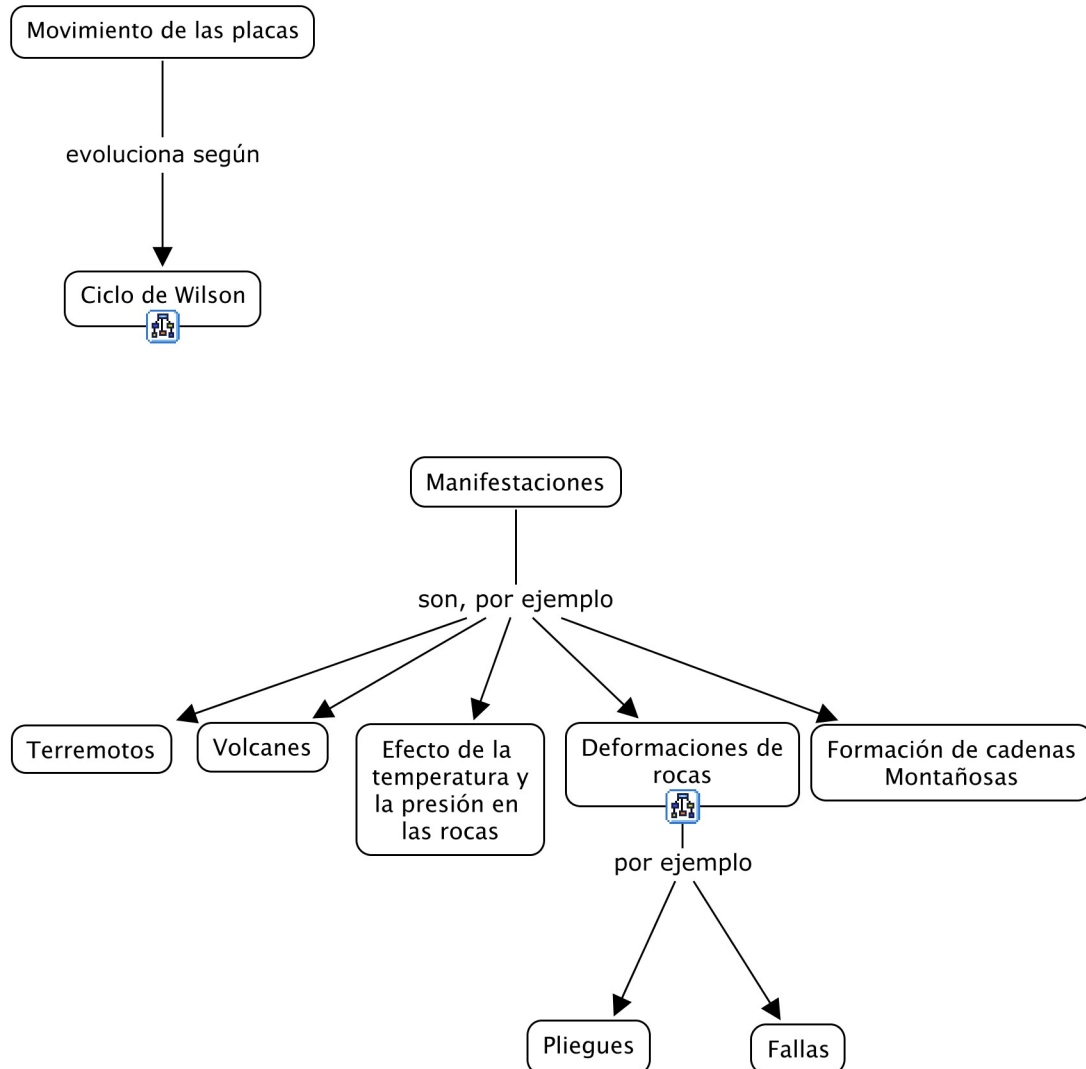 Movimiento de las placas
evoluciona según
Ciclo de Wilson
Manifestaciones
son, por ejemplo
Terremotos
Volcanes
Efecto de la
temperatura y
la presión en
las rocas
Deformaciones de
rocas
Formación de cadenas
Montañosas
por ejemplo
Pliegues
Fallas